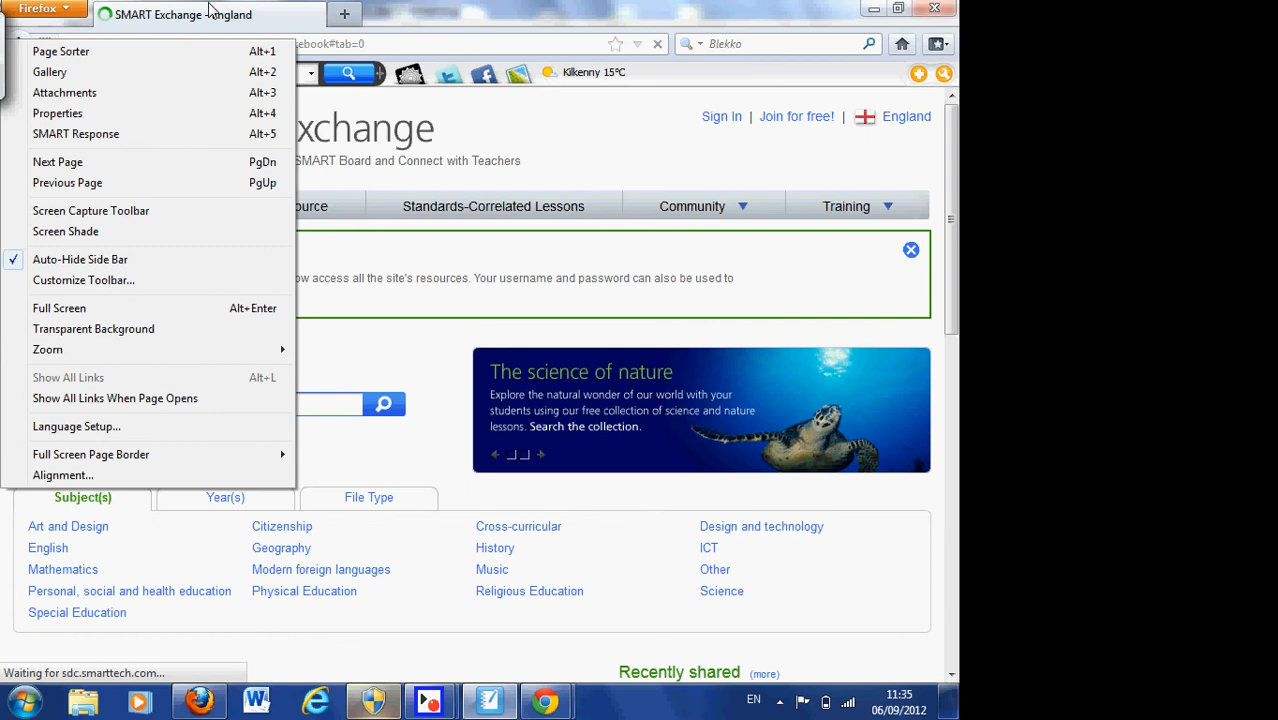 Firefox
SMART Exchange - England
ebook#tab=0
Blekko
Kilkenny 15°C
Page Sorter Alt+1
Gallery Alt+2
Attachments Alt+3
Properties Alt+4
SMART Response Alt+5
Next Page PgDn
Previous Page PgUp
Screen Capture Toolbar
Screen Shade
Auto-Hide Side Bar
Customize Toolbar...
Full Screen Alt+Enter
Transparent Background
Zoom
Show All Links Alt+L
Show All Links When Page Opens
Language Setup...
Full Screen Page Border
Alignment...
Sign In | Join for free! | England
xchange
SMART Board and Connect with Teachers
ource Standards-Correlated Lessons Community Training
ow access all the site's resources. Your username and password can also be used to
The science of nature
Explore the natural wonder of our world with your
students using our free collection of science and nature
lessons. Search the collection.
Subject(s) Year(s) File Type
Art and Design Citizenship Cross-curricular Design and technology
English Geography History ICT
Mathematics Modern foreign languages Music Other
Personal, social and health education Physical Education Religious Education Science
Special Education
Recently shared (more)
Waiting for sdc.smarttech.com...
EN 11:35
06/09/2012